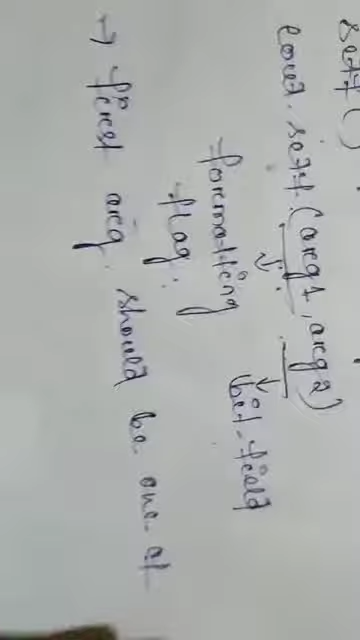 setf()
cout.setf(arg1, arg2)
↓ ↓
formatting bit-field
flag.
→ first arg. should be one of